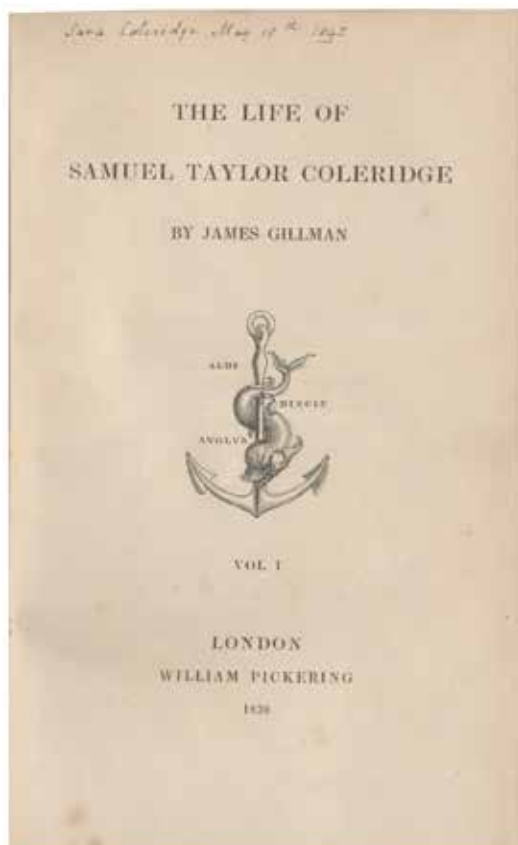 Sara Coleridge May
THE LIFE OF
SAMUEL TAYLOR COLERIDGE
BY JAMES GILLMAN
ALDI
DISCIP
ANGLVS
VOL I
LONDON
WILLIAM PICKERING